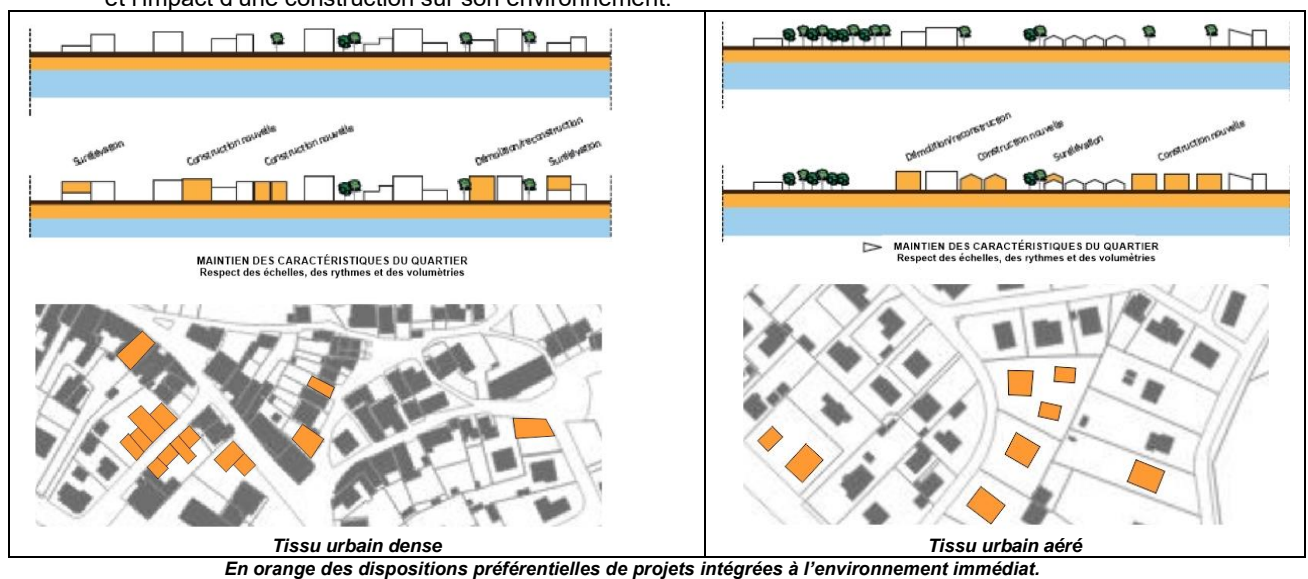 et l'impact d'une construction sur son environnement.
Surélévation
Construction nouvelle
Construction nouvelle
Démolition/reconstruction
Surélévation
MAINTIEN DES CARACTÉRISTIQUES DU QUARTIER
Respect des échelles, des rythmes et des volumètries
Tissu urbain dense
Démolition/reconstruction
Construction nouvelle
Surélévation
Construction nouvelle
MAINTIEN DES CARACTÉRISTIQUES DU QUARTIER
Respect des échelles, des rythmes et des volumètries
Tissu urbain aéré
En orange des dispositions préférentielles de projets intégrées à l'environnement immédiat.